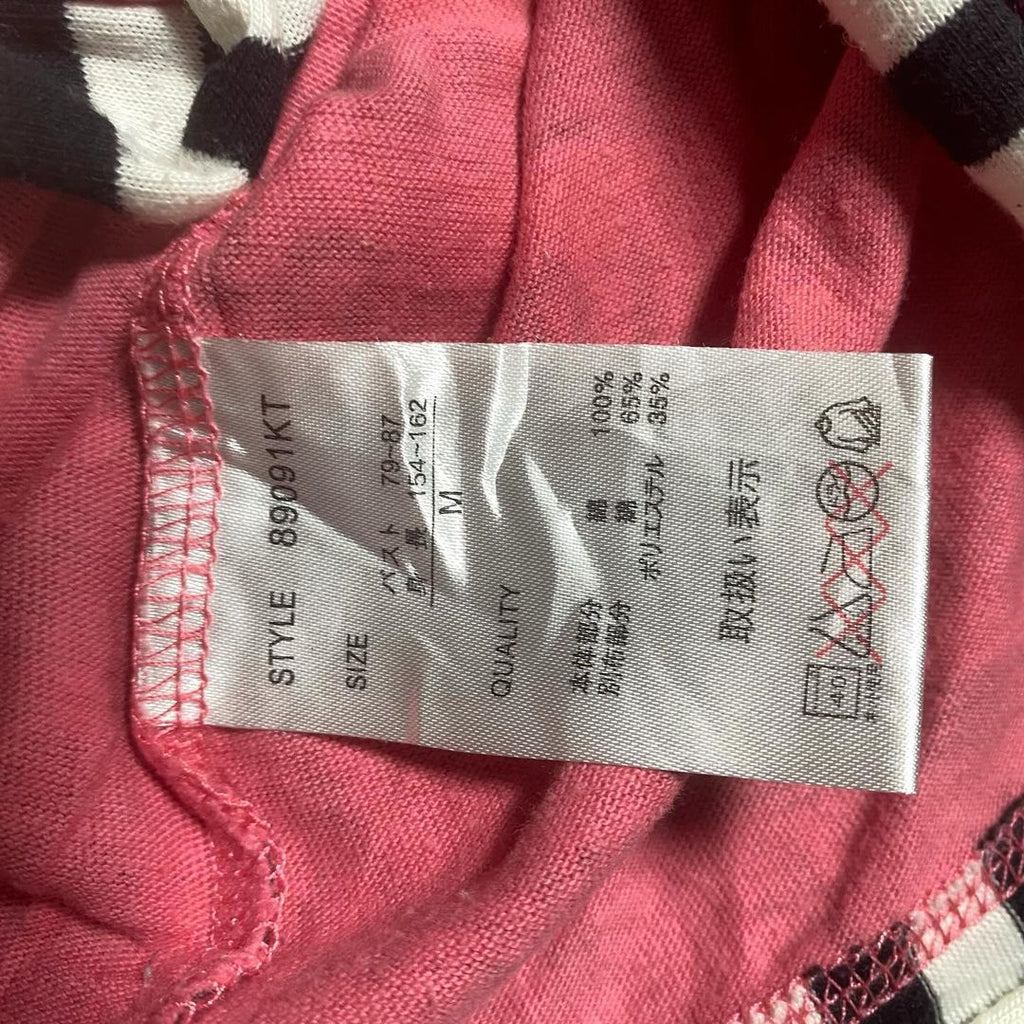 STYLE 89091KT
SIZE
バスト 79~87
身 長 154~162
M
QUALITY
本体部分 綿 100%
別布部分 綿 65%
ポリエステル 35%
取扱い表示
40